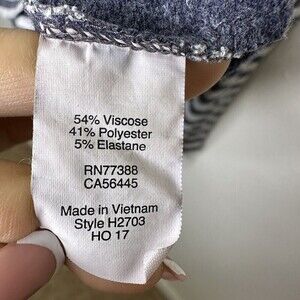 54% Viscose
41% Polyester
5% Elastane
RN77388
CA56445
Made in Vietnam
Style H2703
HO 17